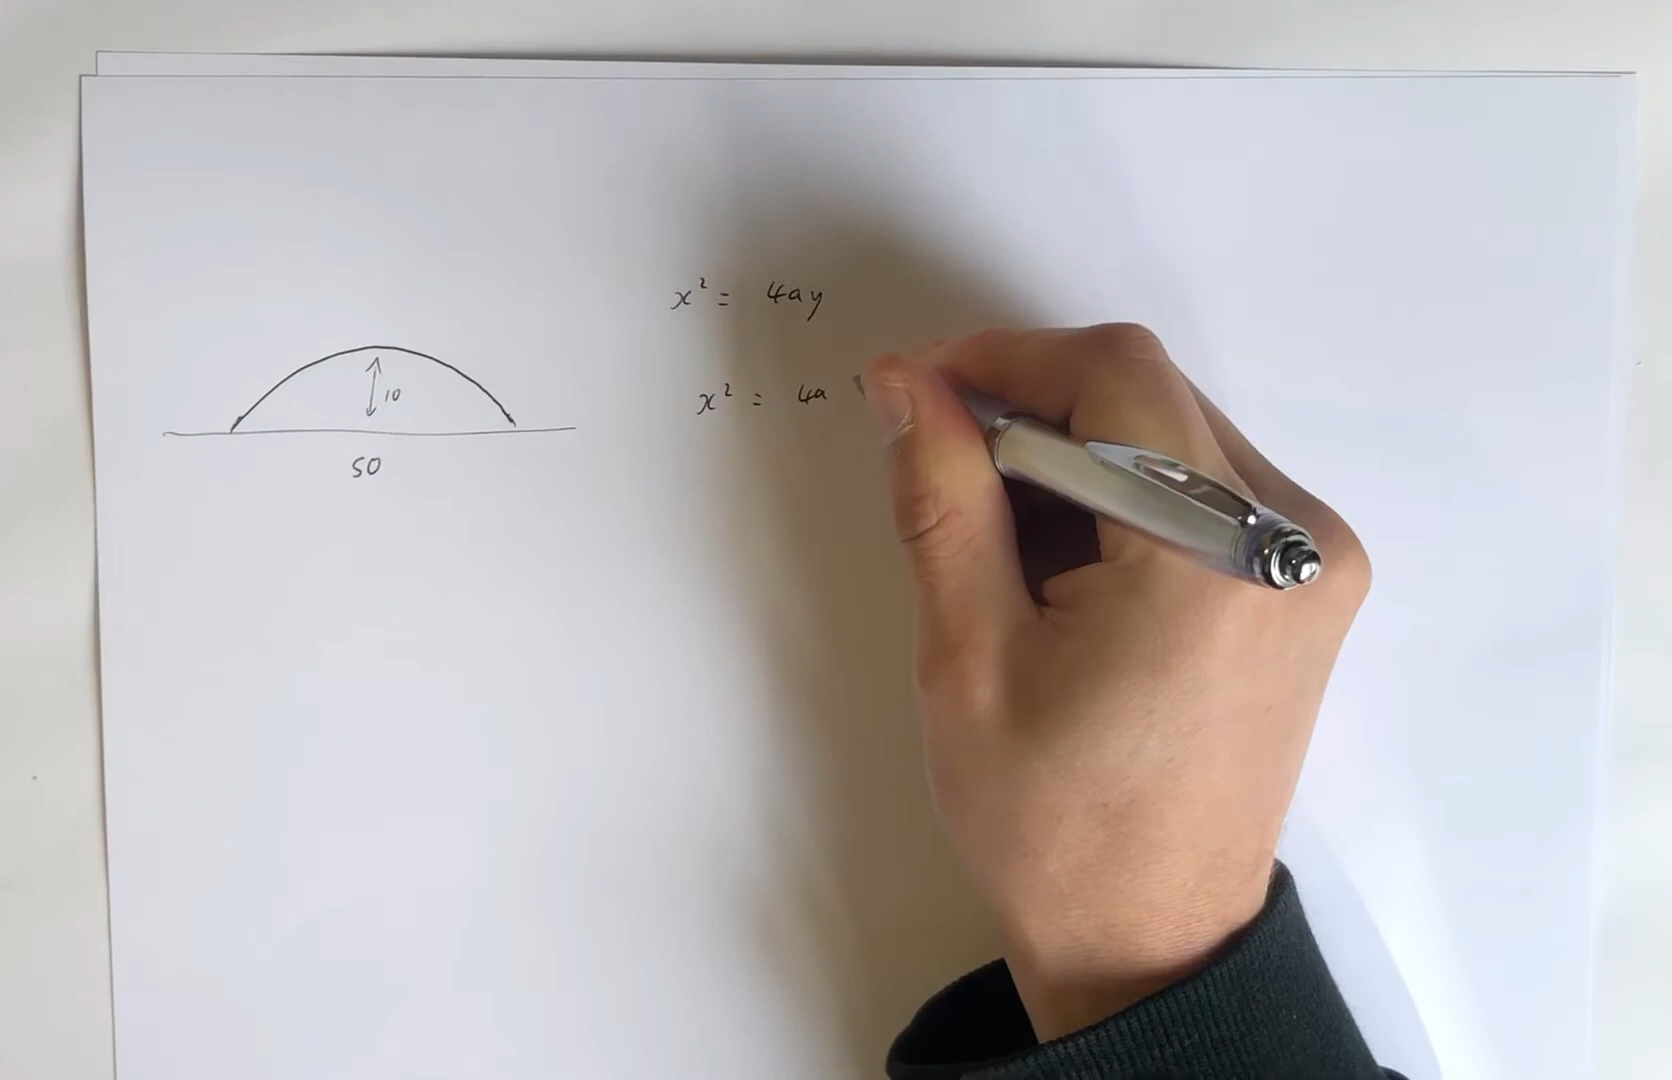 x² = 4ay
10
x² = 4a
50